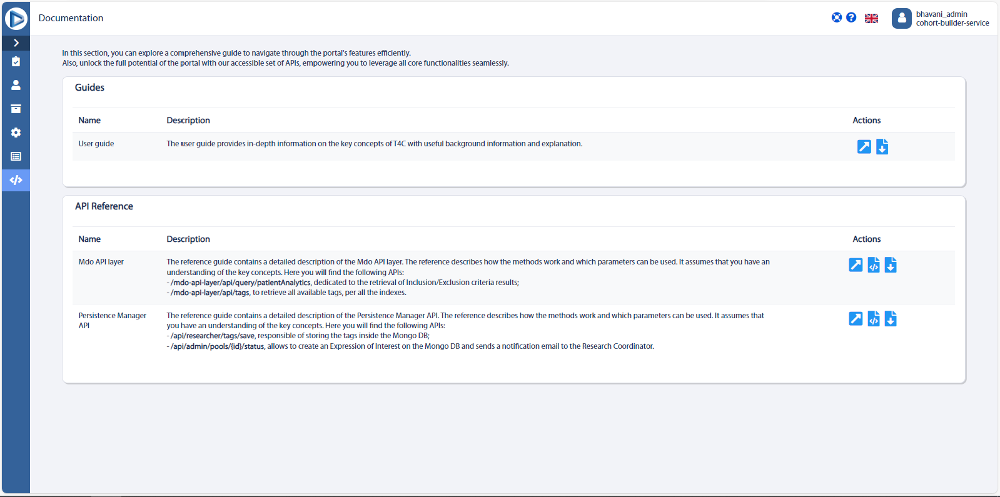 Documentation
bhavani_admin
cohort-builder-service
In this section, you can explore a comprehensive guide to navigate through the portal's features efficiently.
Also, unlock the full potential of the portal with our accessible set of APIs, empowering you to leverage all core functionalities seamlessly.
Guides
Name Description Actions
User guide The user guide provides in-depth information on the key concepts of T4C with useful background information and explanation.
API Reference
Name Description Actions
Mdo API layer The reference guide contains a detailed description of the Mdo API layer. The reference describes how the methods work and which parameters can be used. It assumes that you have an
understanding of the key concepts. Here you will find the following APIs:
- /mdo-api-layer/api/query/patientAnalytics, dedicated to the retrieval of Inclusion/Exclusion criteria results;
- /mdo-api-layer/api/tags, to retrieve all available tags, per all the indexes.
Persistence Manager The reference guide contains a detailed description of the Persistence Manager API. The reference describes how the methods work and which parameters can be used. It assumes that
API you have an understanding of the key concepts. Here you will find the following APIs:
- /api/researcher/tags/save, responsible of storing the tags inside the Mongo DB;
- /api/admin/pools/{id}/status, allows to create an Expression of Interest on the Mongo DB and sends a notification email to the Research Coordinator.